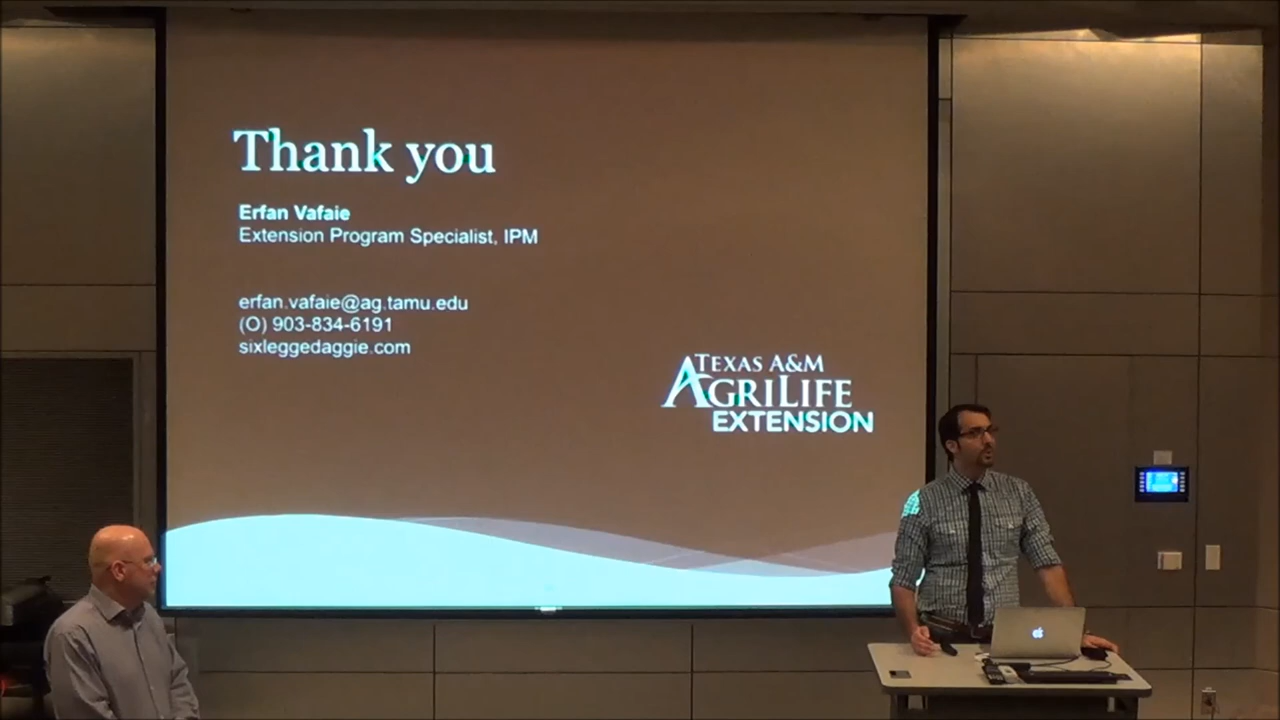 Thank you
Erfan Vafaie
Extension Program Specialist, IPM
erfan.vafaie@ag.tamu.edu
(O) 903-834-6191
sixleggedaggie.com
TEXAS A&M
AGRILIFE
EXTENSION